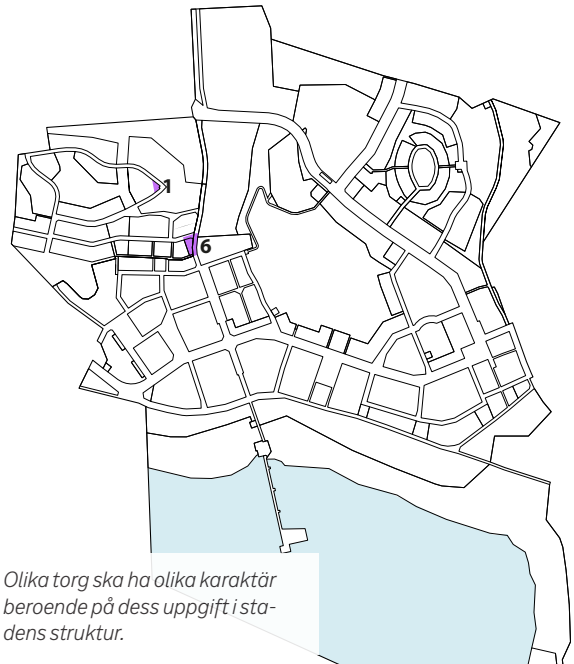 1
6
Olika torg ska ha olika karaktär
beroende på dess uppgift i sta-
dens struktur.